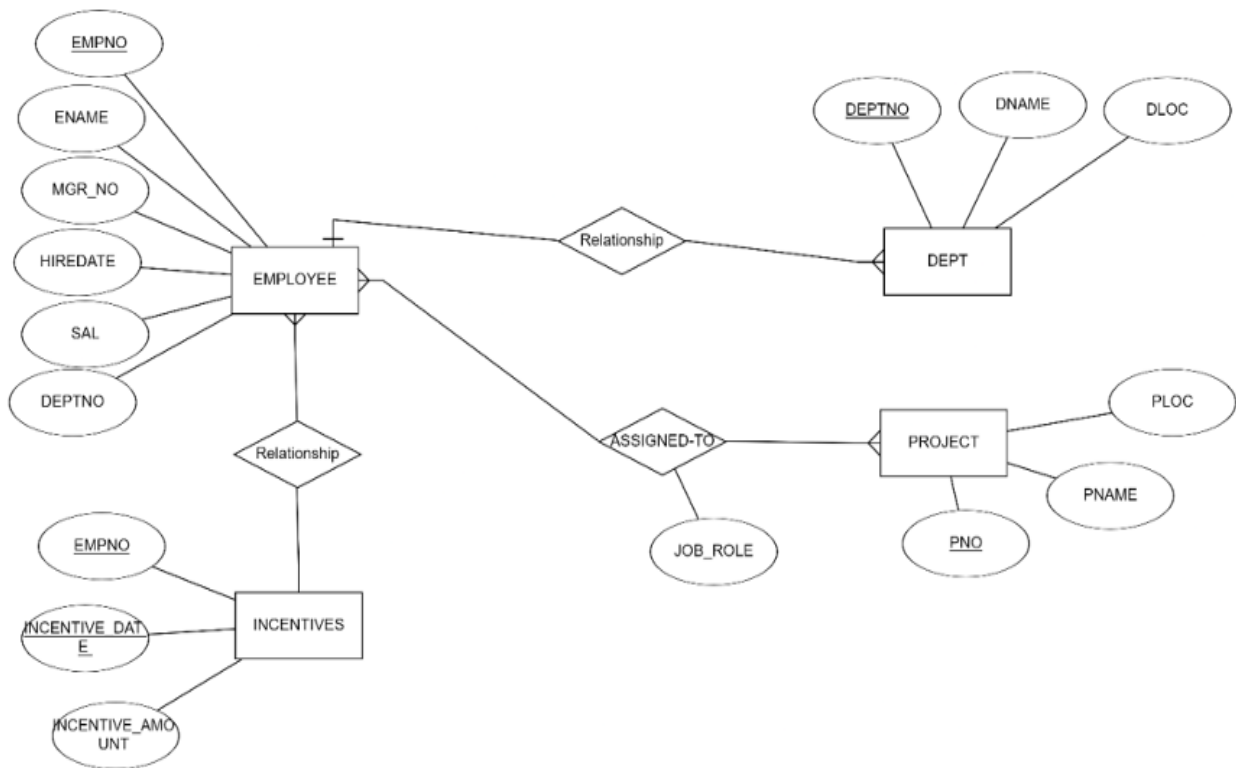 EMPNO
ENAME
MGR_NO
HIREDATE
SAL
DEPTNO
EMPLOYEE
Relationship
DEPTNO
DNAME
DLOC
DEPT
Relationship
ASSIGNED-TO
JOB_ROLE
PROJECT
PLOC
PNAME
PNO
EMPNO
INCENTIVE_DAT
E
INCENTIVE_AMO
UNT
INCENTIVES